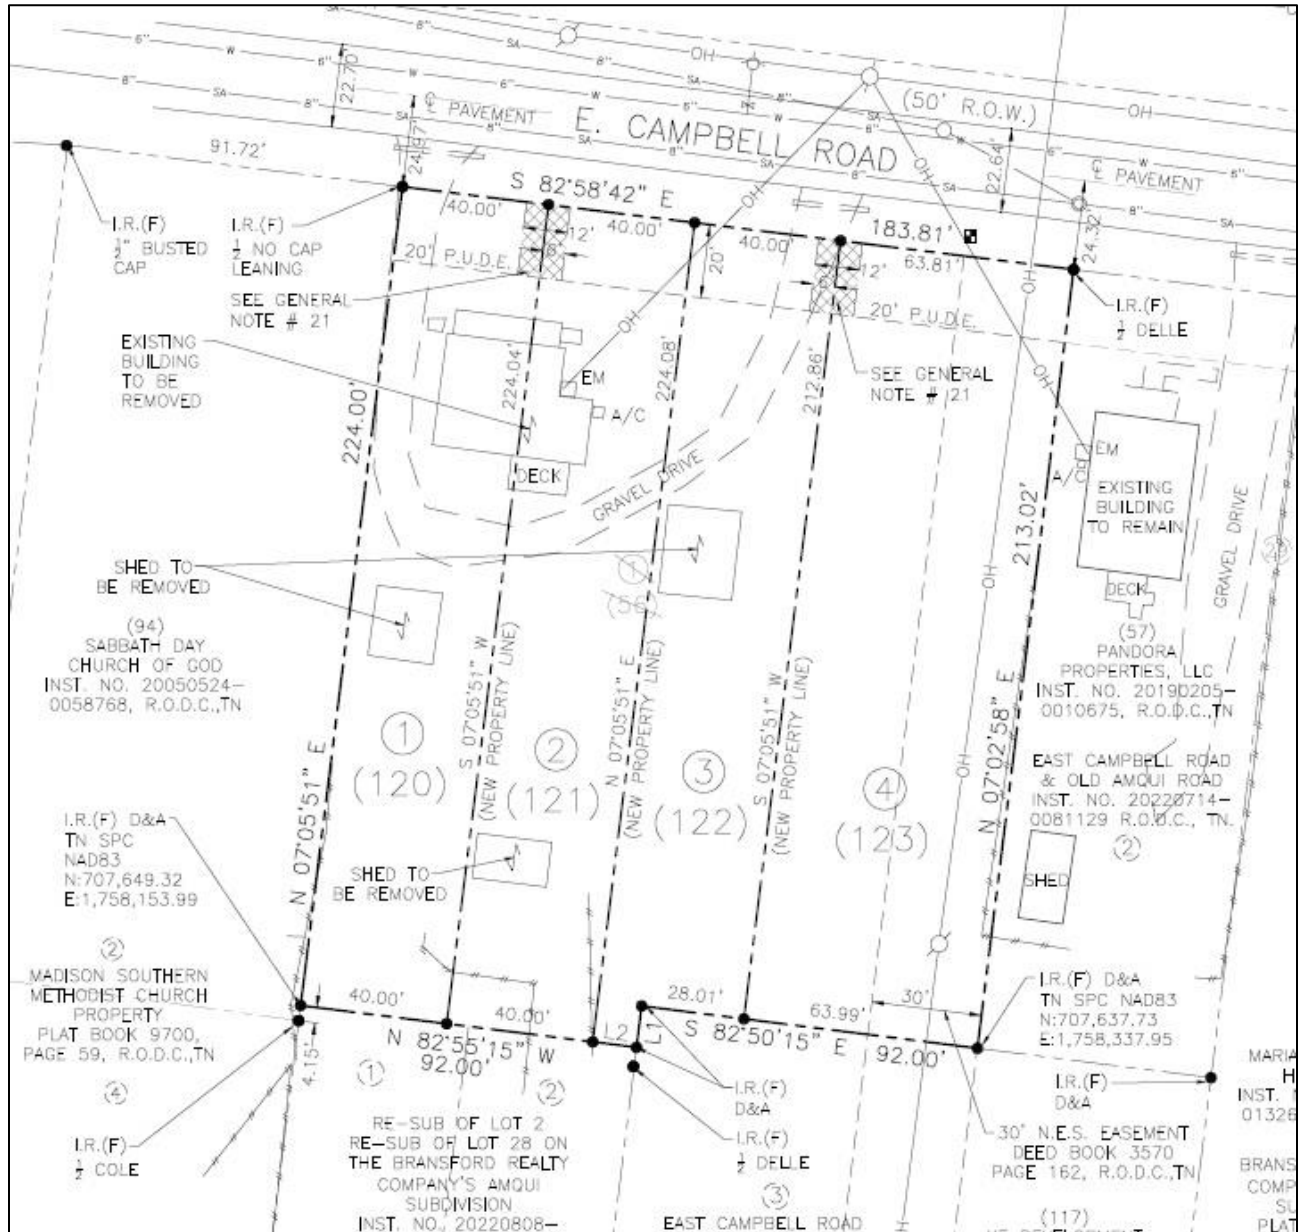 E. CAMPBELL ROAD
(50' R.O.W.)
22.70
24.97'
℄ PAVEMENT
22.64'
℄ PAVEMENT
24.32'
91.72'
S 82°58'42" E
183.81'
40.00'
40.00'
40.00'
63.81'
12'
12'
20'
20' P.U.D.E.
20' P.U.D.E.
I.R.(F)
½" BUSTED
CAP
I.R.(F)
½ NO CAP
LEANING
SEE GENERAL
NOTE # 21
EXISTING
BUILDING
TO BE
REMOVED
I.R.(F)
½ DELLE
SEE GENERAL
NOTE # 21
EM
A/C
DECK
GRAVEL DRIVE
224.00'
224.04'
224.08'
212.86'
213.02'
EM
A/C
EXISTING
BUILDING
TO REMAIN
DECK
GRAVEL DRIVE
SHED TO
BE REMOVED
(94)
SABBATH DAY
CHURCH OF GOD
INST. NO. 20050524-
0058768, R.O.D.C.,TN
1
(56)
(57)
PANDORA
PROPERTIES, LLC
INST. NO. 20190205-
0010675, R.O.D.C.,TN
EAST CAMPBELL ROAD
& OLD AMQUI ROAD
INST. NO. 20220714-
0081129 R.O.D.C., TN.
2
SHED
N 07°05'51" E
S 07°05'51" W
(NEW PROPERTY LINE)
N 07°05'51" E
(NEW PROPERTY LINE)
S 07°05'51" W
(NEW PROPERTY LINE)
N 07°02'58" E
1
(120)
2
(121)
3
(122)
4
(123)
I.R.(F) D&A
TN SPC
NAD83
N:707,649.32
E:1,758,153.99
SHED TO
BE REMOVED
2
MADISON SOUTHERN
METHODIST CHURCH
PROPERTY
PLAT BOOK 9700,
PAGE 59, R.O.D.C.,TN
4
I.R.(F)
½ COLE
4.15'
40.00'
40.00'
N 82°55'15" W
92.00'
L2
L1
28.01'
63.99'
S 82°50'15" E
92.00'
30'
I.R.(F) D&A
TN SPC NAD83
N:707,637.73
E:1,758,337.95
1
2
I.R.(F)
D&A
I.R.(F)
½ DELLE
I.R.(F)
D&A
30' N.E.S. EASEMENT
DEED BOOK 3570
PAGE 162, R.O.D.C.,TN
RE-SUB OF LOT 2
RE-SUB OF LOT 28 ON
THE BRANSFORD REALTY
COMPANY'S AMQUI
SUBDIVISION
INST. NO. 20220808-
3
EAST CAMPBELL ROAD
(117)
MARIA
H
INST.
01326
BRANS
COMP
SU
PLAT